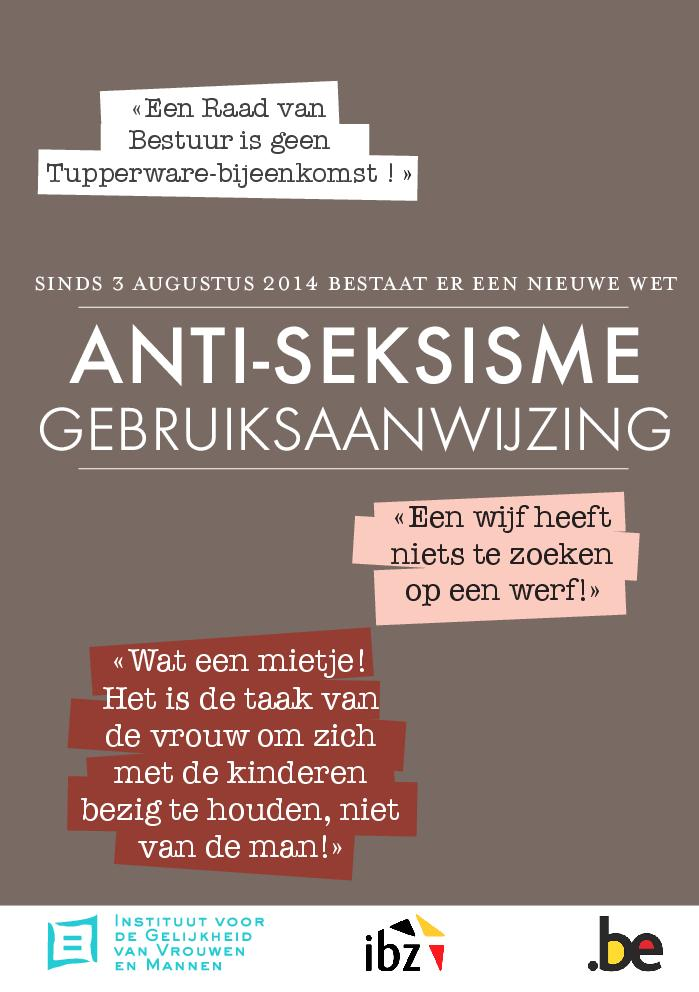 «Een Raad van
Bestuur is geen
Tupperware-bijeenkomst ! »
SINDS 3 AUGUSTUS 2014 BESTAAT ER EEN NIEUWE WET
ANTI-SEKSISME
GEBRUIKSAANWIJZING
«Een wijf heeft
niets te zoeken
op een werf!»
«Wat een mietje!
Het is de taak van
de vrouw om zich
met de kinderen
bezig te houden, niet
van de man!»
INSTITUUT VOOR
DE GELIJKHEID
VAN VROUWEN
EN MANNEN
ibz
.be